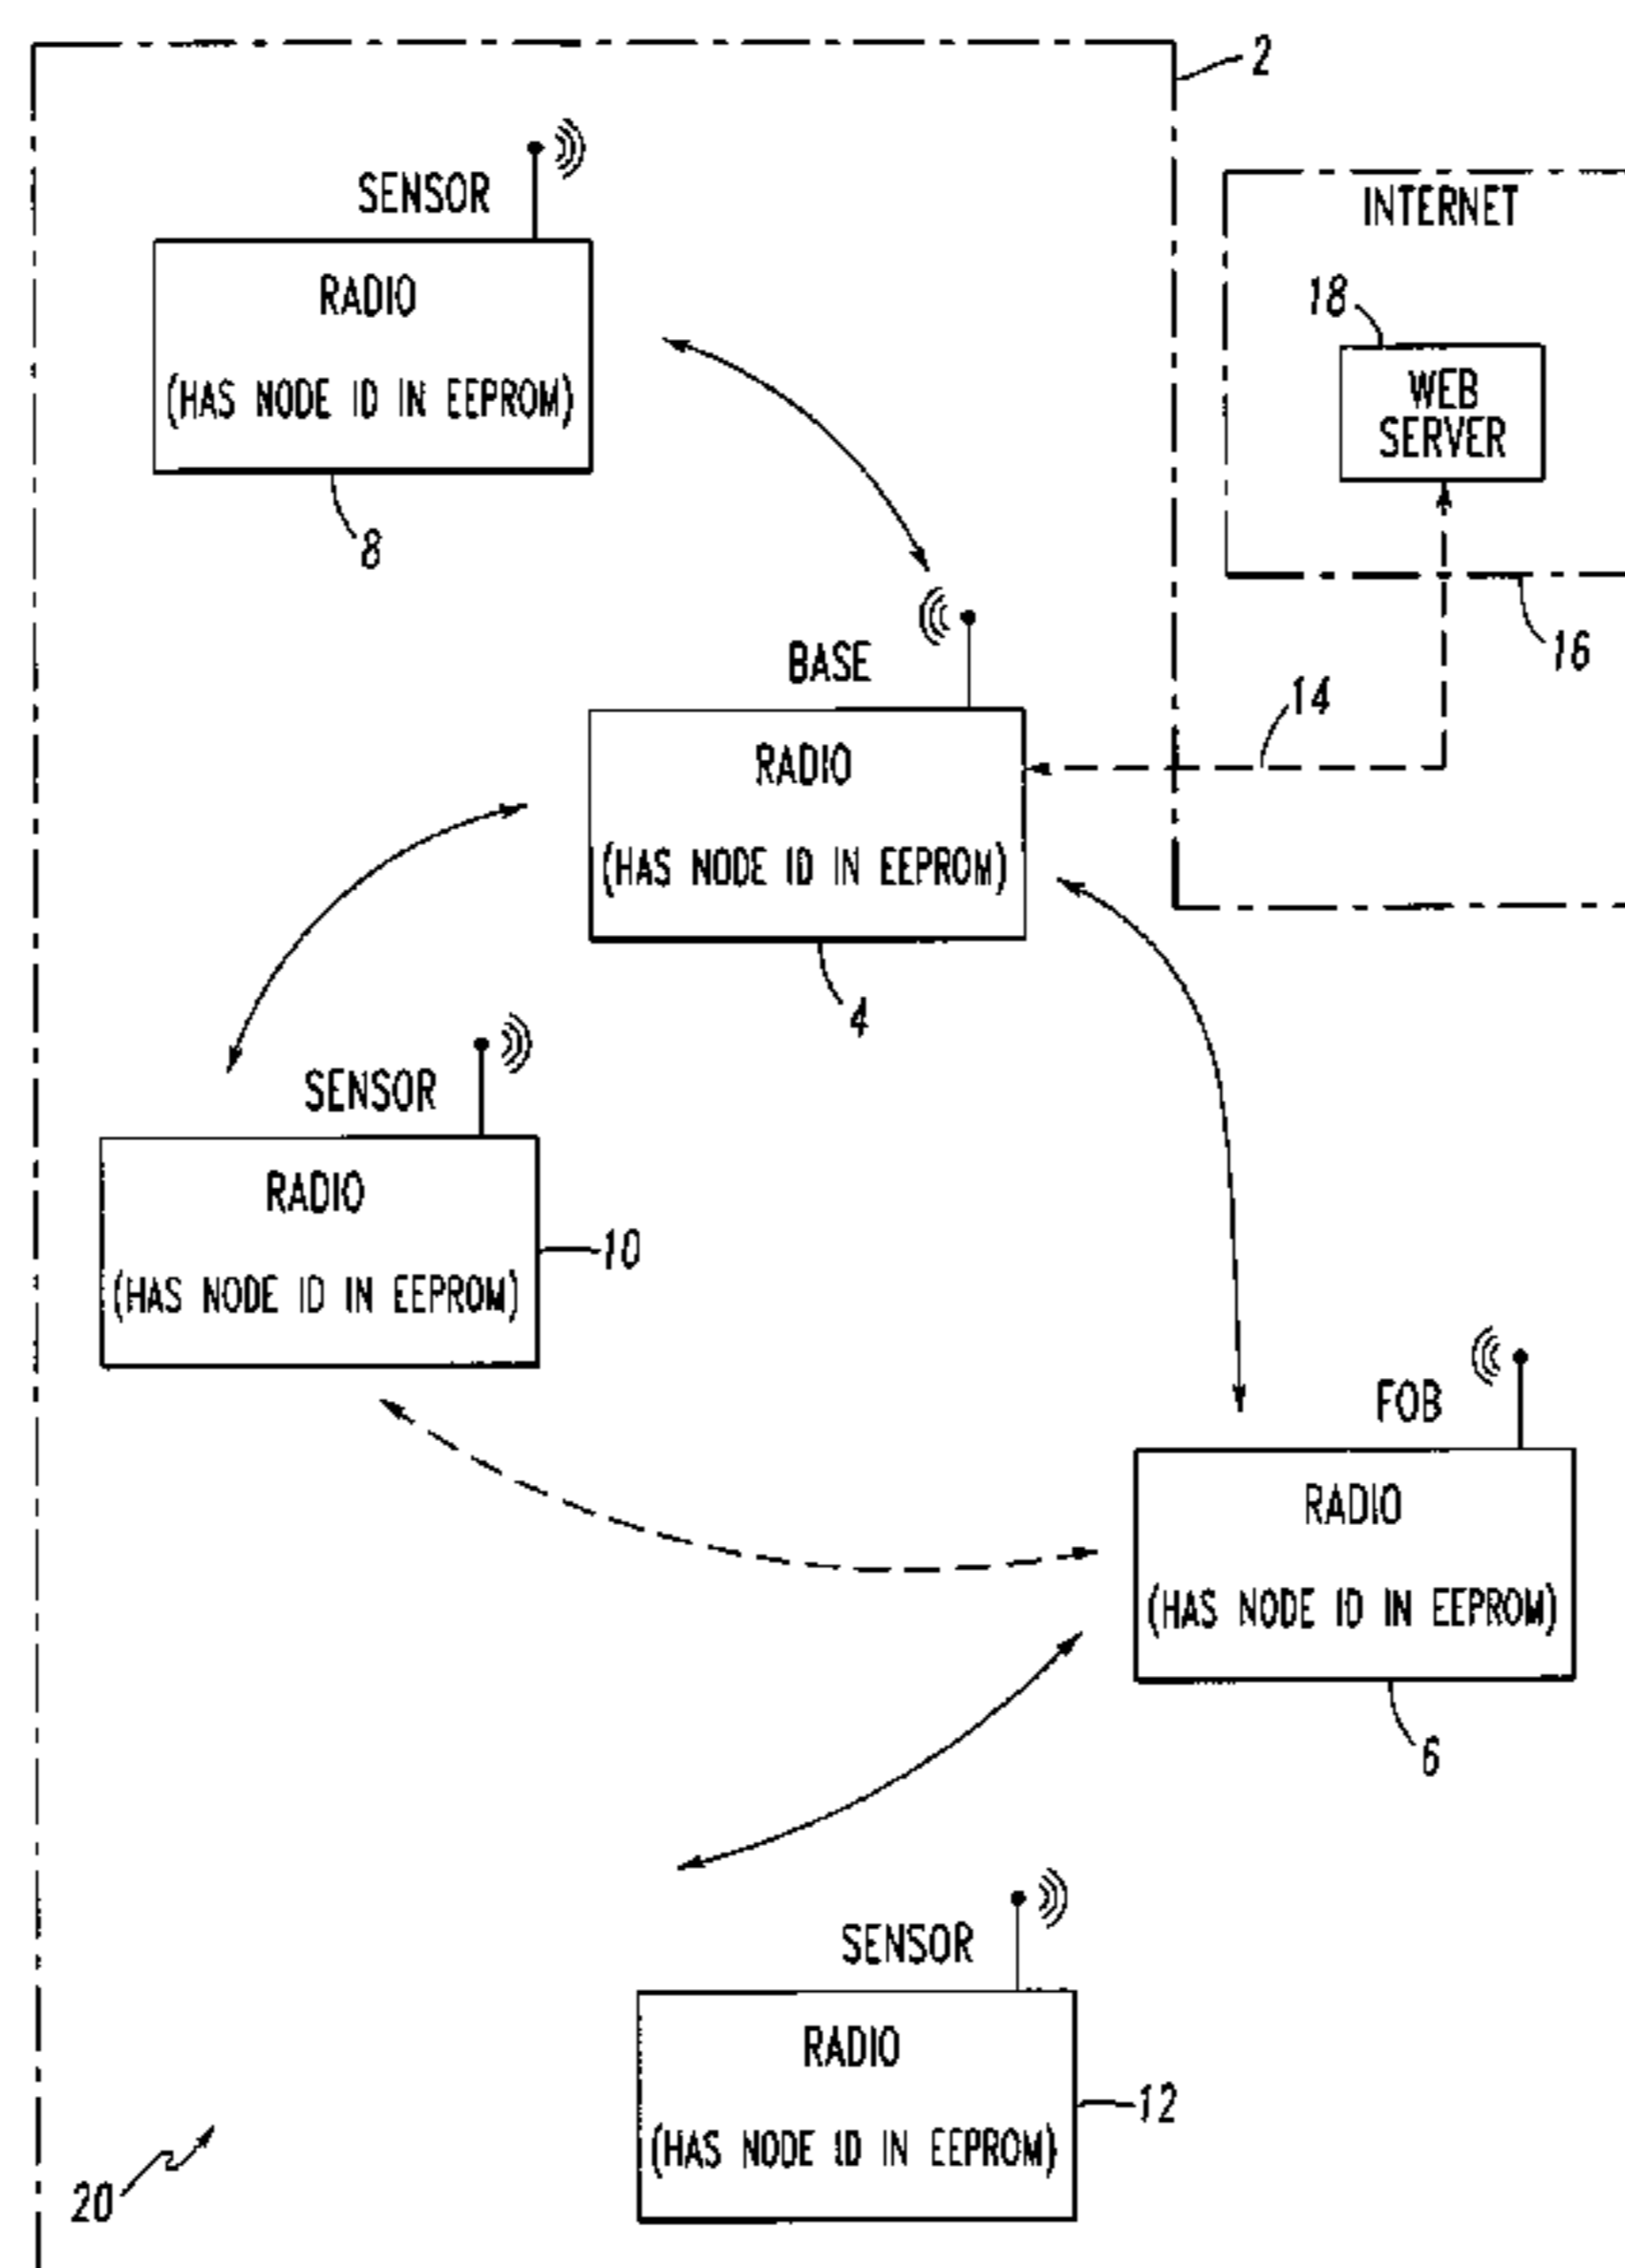 2
SENSOR
RADIO
(HAS NODE ID IN EEPROM)
8
INTERNET
18
WEB
SERVER
16
14
BASE
RADIO
(HAS NODE ID IN EEPROM)
4
SENSOR
RADIO
(HAS NODE ID IN EEPROM)
10
FOB
RADIO
(HAS NODE ID IN EEPROM)
6
SENSOR
RADIO
(HAS NODE ID IN EEPROM)
12
20